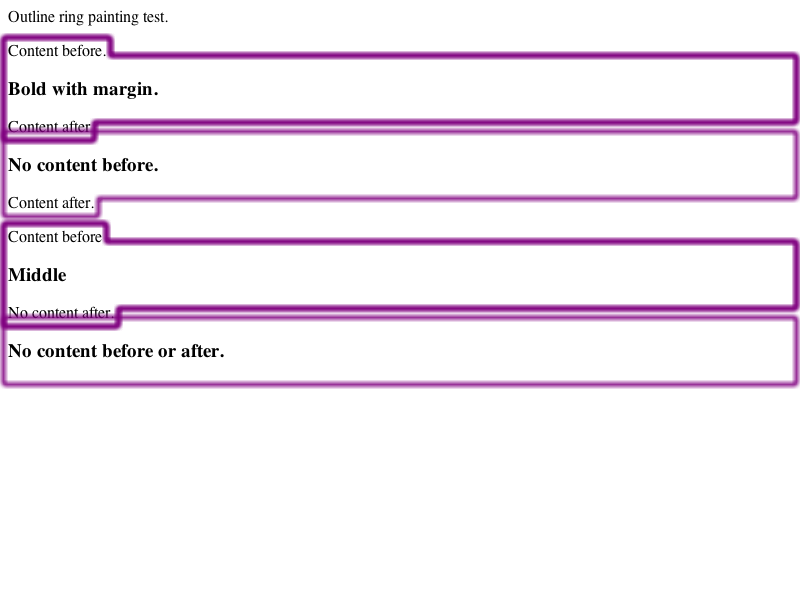 Outline ring painting test.
Content before.
Bold with margin.
Content after
No content before.
Content after.
Content before
Middle
No content after.
No content before or after.